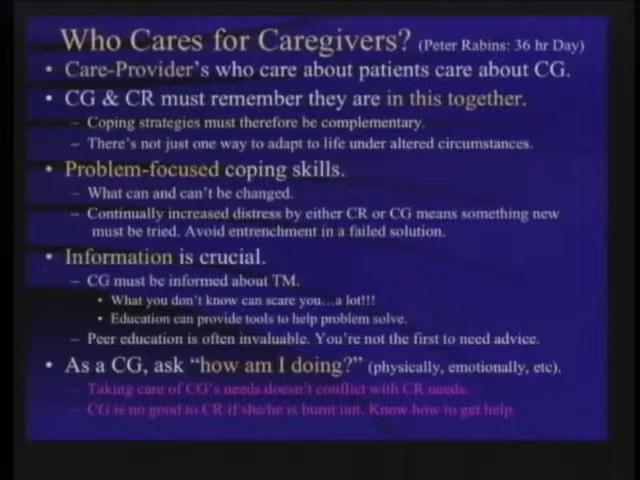 Who Cares for Caregivers? (Peter Rabins: 36 hr Day)
• Care-Provider's who care about patients care about CG.
• CG & CR must remember they are in this together.
– Coping strategies must therefore be complementary.
– There's not just one way to adapt to life under altered circumstances.
• Problem-focused coping skills.
– What can and can't be changed.
– Continually increased distress by either CR or CG means something new
must be tried. Avoid entrenchment in a failed solution.
• Information is crucial.
– CG must be informed about TM.
• What you don't know can scare you…a lot!!!
• Education can provide tools to help problem solve.
– Peer education is often invaluable. You're not the first to need advice.
• As a CG, ask “how am I doing?” (physically, emotionally, etc).
– Taking care of CG's needs doesn't conflict with CR needs.
– CG is no good to CR if she/he is burnt out. Know how to get help.